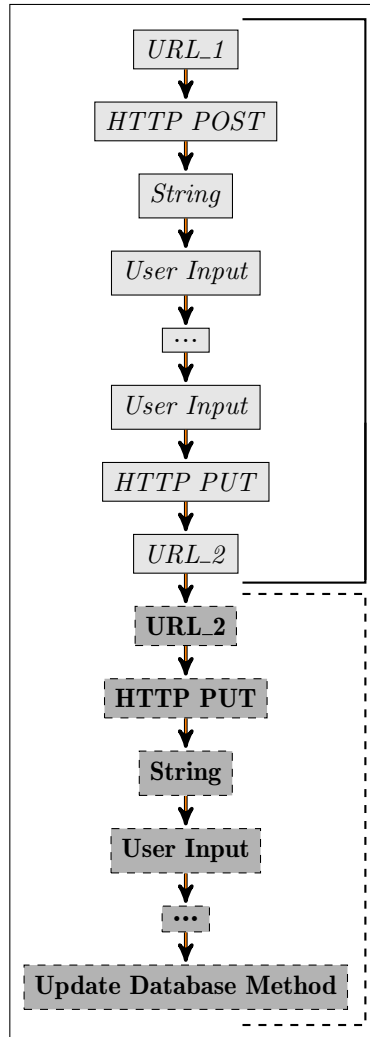 URL_1
HTTP POST
String
User Input
...
User Input
HTTP PUT
URL_2
URL_2
HTTP PUT
String
User Input
...
Update Database Method